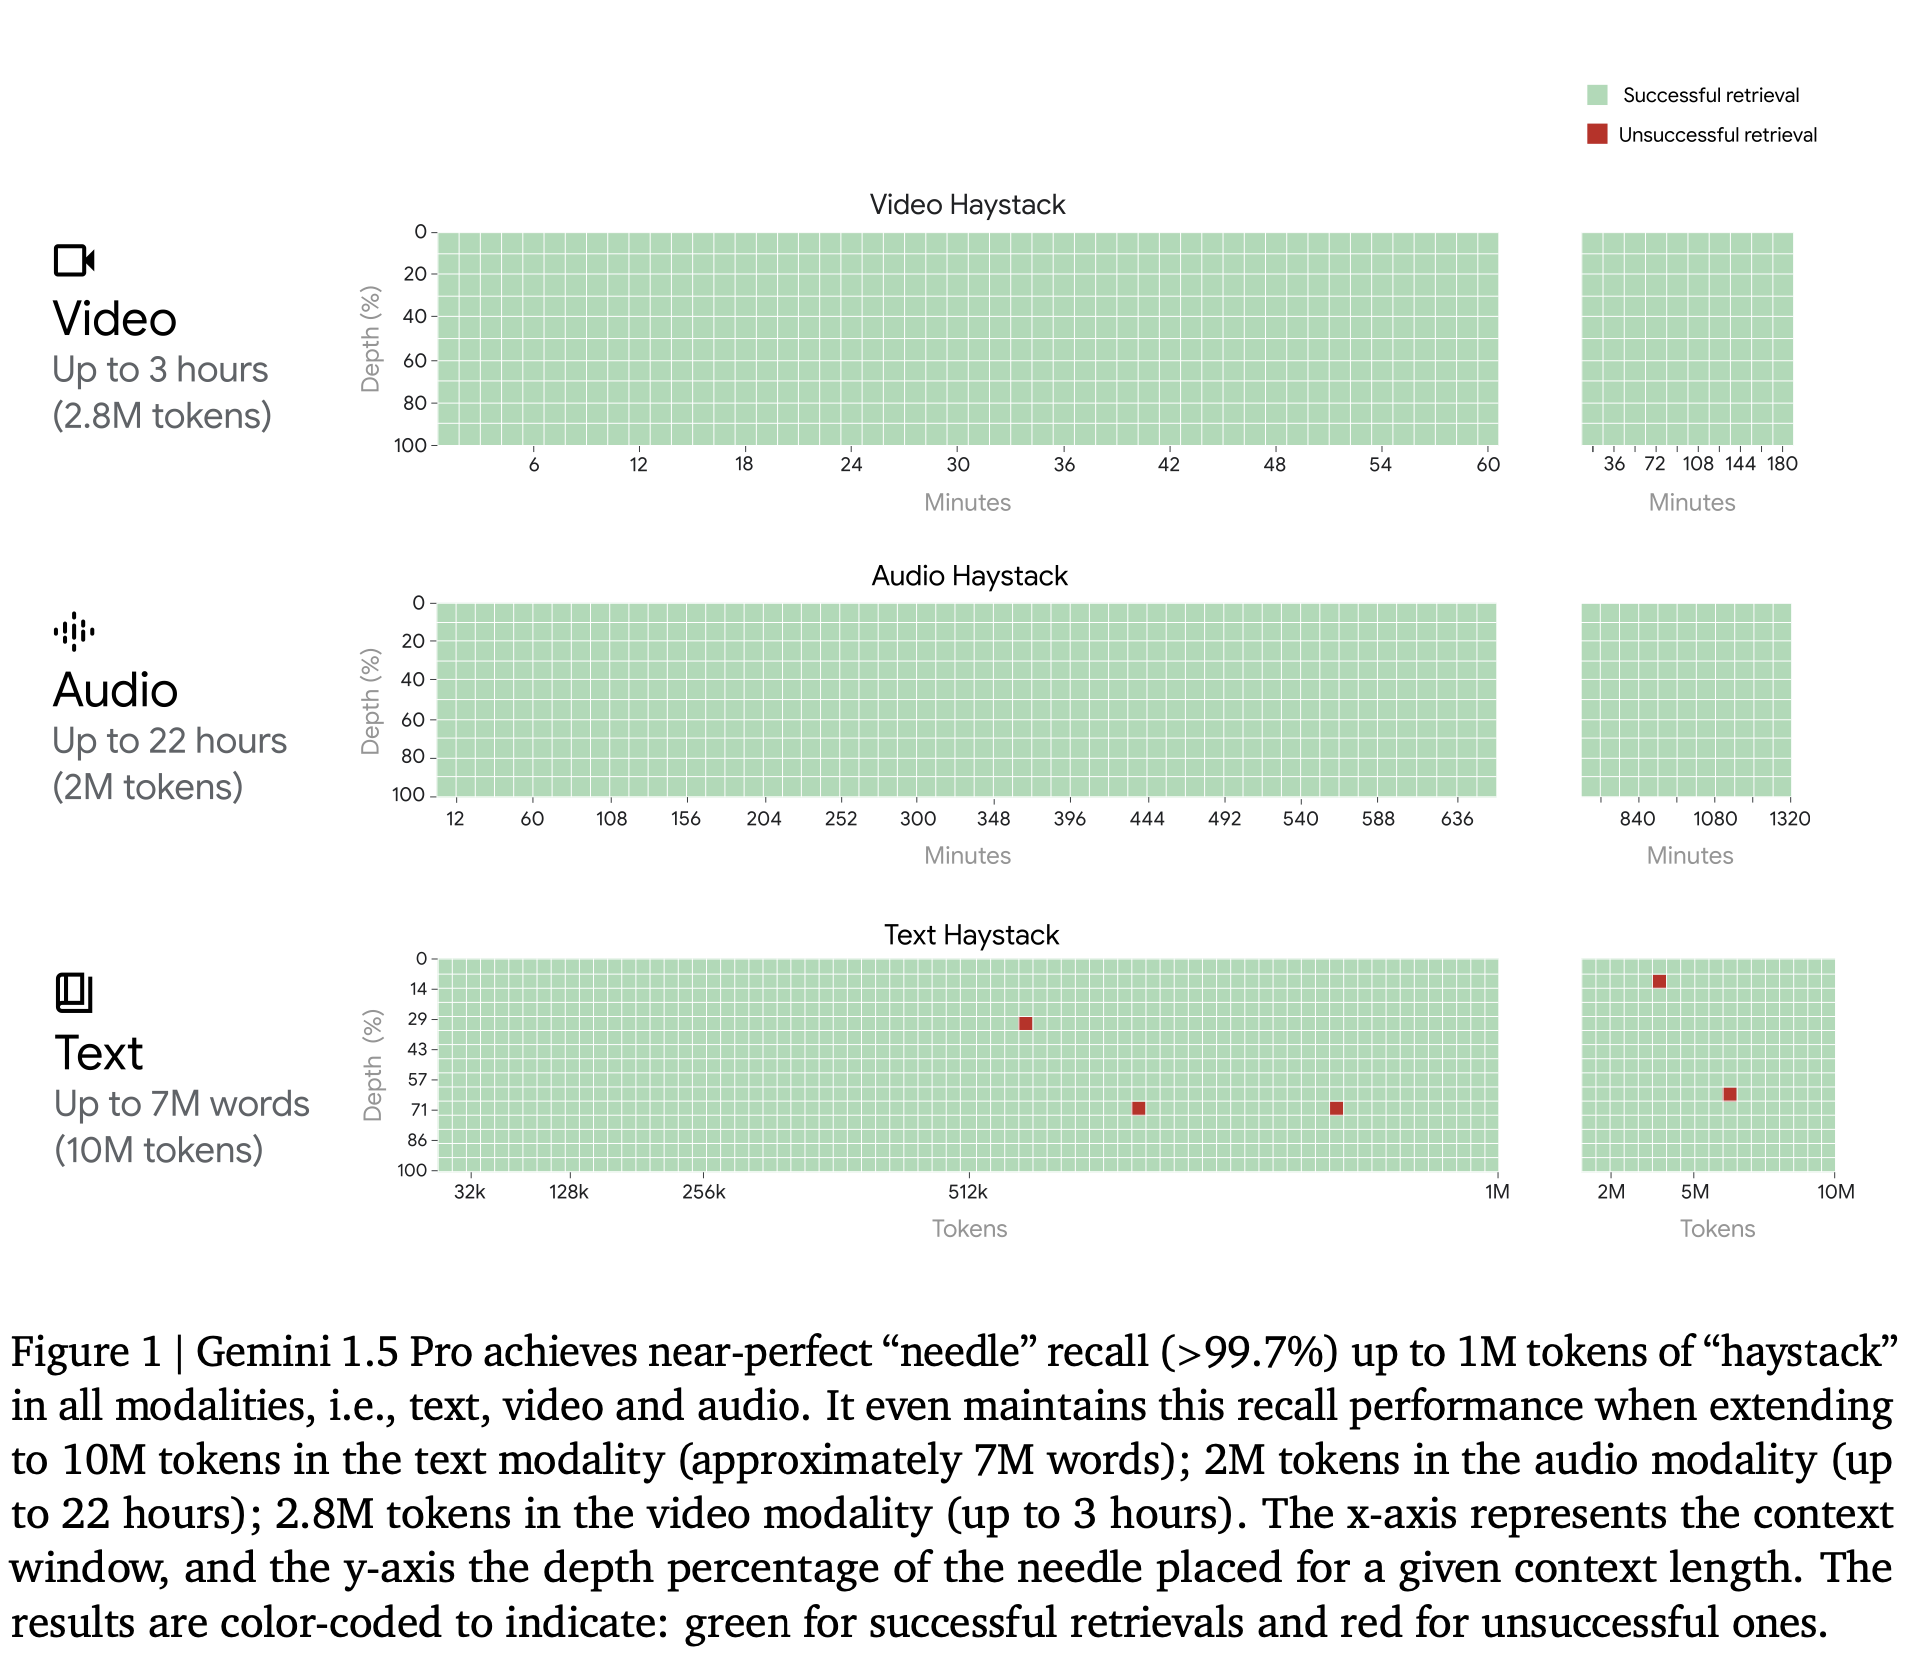 Successful retrieval
Unsuccessful retrieval
Video Haystack
Video
Up to 3 hours
(2.8M tokens)
Depth (%)
0
20
40
60
80
100
6 12 18 24 30 36 42 48 54 60
Minutes
36 72 108 144 180
Minutes
Audio Haystack
Audio
Up to 22 hours
(2M tokens)
Depth (%)
0
20
40
60
80
100
12 60 108 156 204 252 300 348 396 444 492 540 588 636
Minutes
840 1080 1320
Minutes
Text Haystack
Text
Up to 7M words
(10M tokens)
Depth (%)
0
14
29
43
57
71
86
100
32k 128k 256k 512k 1M
Tokens
2M 5M 10M
Tokens
Figure 1 | Gemini 1.5 Pro achieves near-perfect “needle” recall (>99.7%) up to 1M tokens of “haystack”
in all modalities, i.e., text, video and audio. It even maintains this recall performance when extending
to 10M tokens in the text modality (approximately 7M words); 2M tokens in the audio modality (up
to 22 hours); 2.8M tokens in the video modality (up to 3 hours). The x-axis represents the context
window, and the y-axis the depth percentage of the needle placed for a given context length. The
results are color-coded to indicate: green for successful retrievals and red for unsuccessful ones.